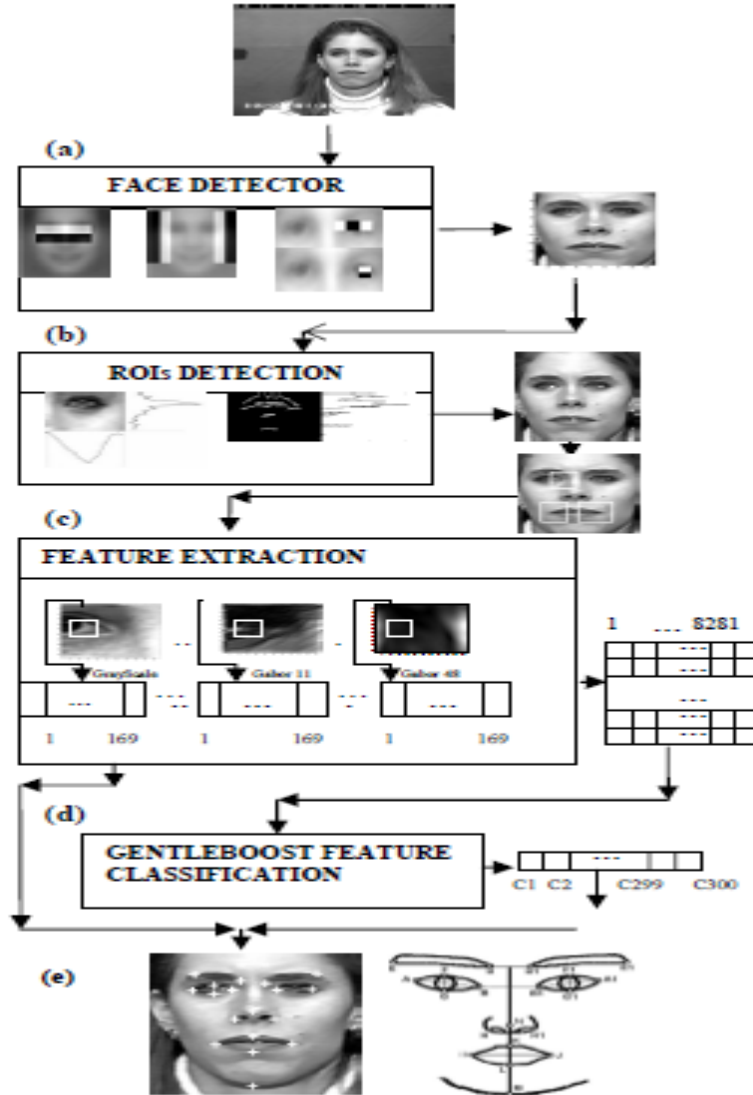 (a)
FACE DETECTOR
(b)
ROIs DETECTION
(c)
FEATURE EXTRACTION
1 --- 8281
GrayScale
Gabor 11
Gabor 48
1 169 1 169 1 169
(d)
GENTLEBOOST FEATURE
CLASSIFICATION
C1 C2 C299 C300
(e)